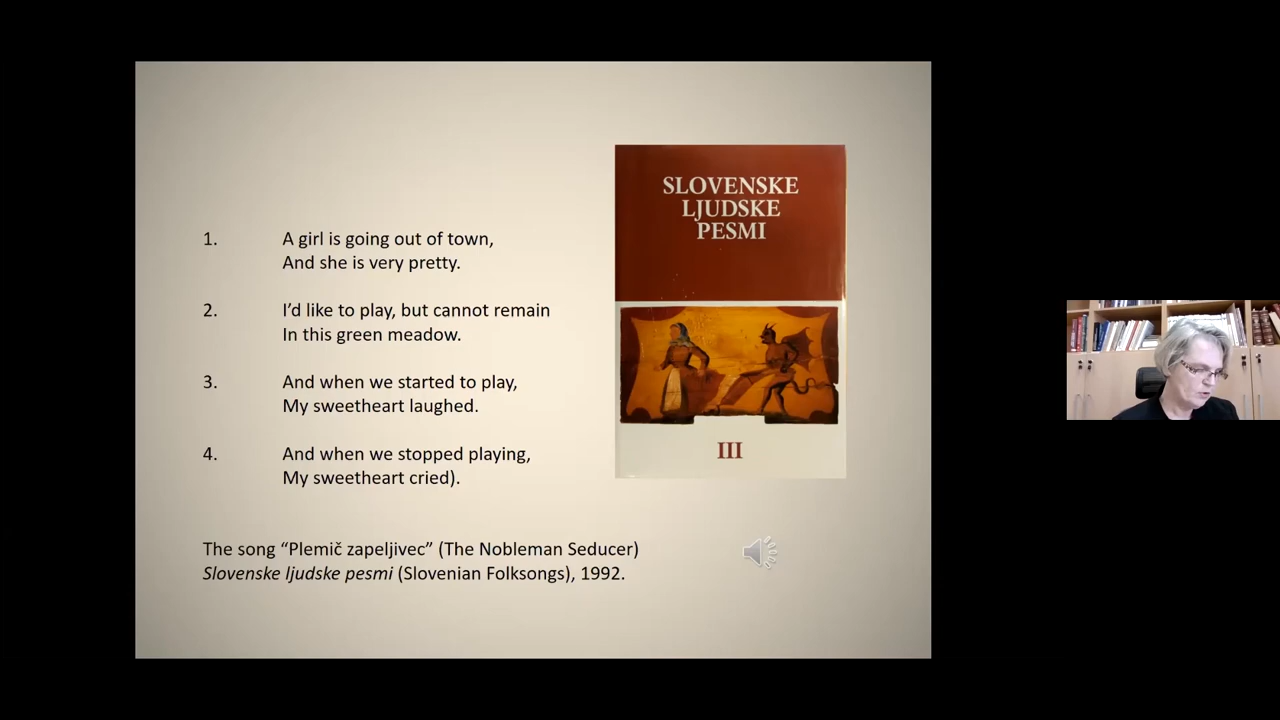 1. A girl is going out of town,
And she is very pretty.
2. I'd like to play, but cannot remain
In this green meadow.
3. And when we started to play,
My sweetheart laughed.
4. And when we stopped playing,
My sweetheart cried).
The song “Plemič zapeljivec” (The Nobleman Seducer)
Slovenske ljudske pesmi (Slovenian Folksongs), 1992.
SLOVENSKE
LJUDSKE
PESMI
III